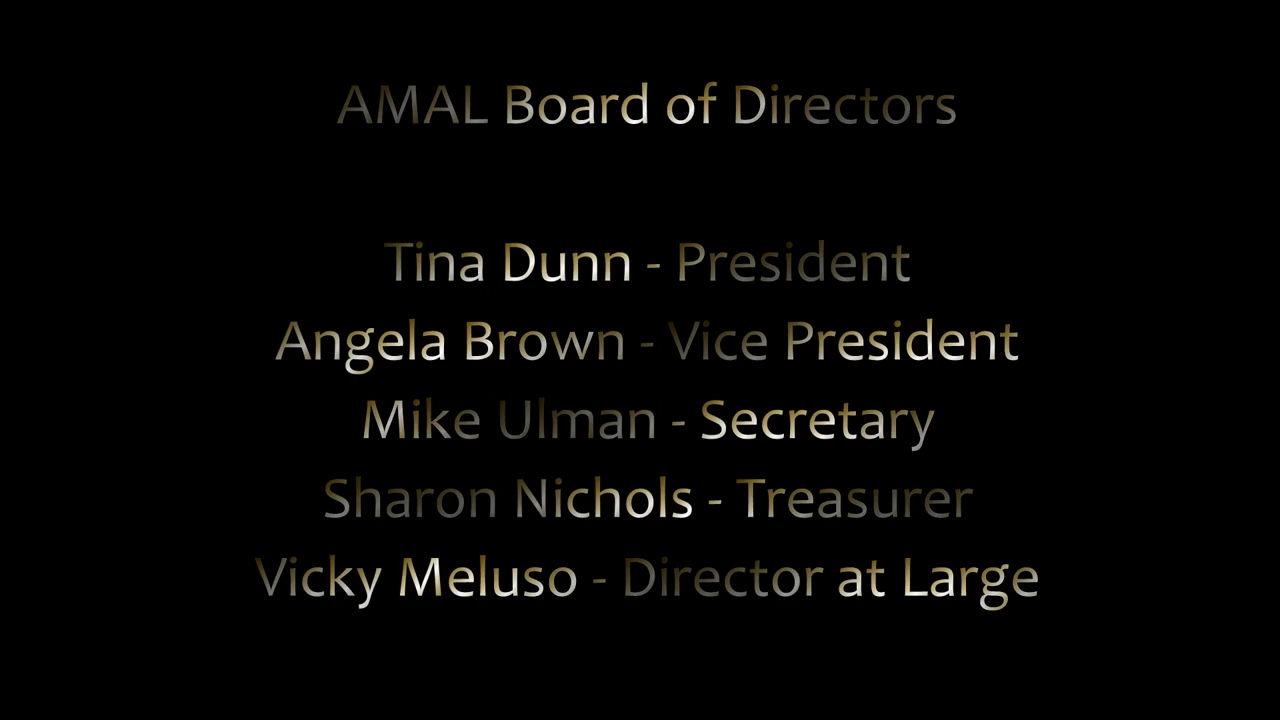 AMAL Board of Directors
Tina Dunn - President
Angela Brown - Vice President
Mike Ulman - Secretary
Sharon Nichols - Treasurer
Vicky Meluso - Director at Large